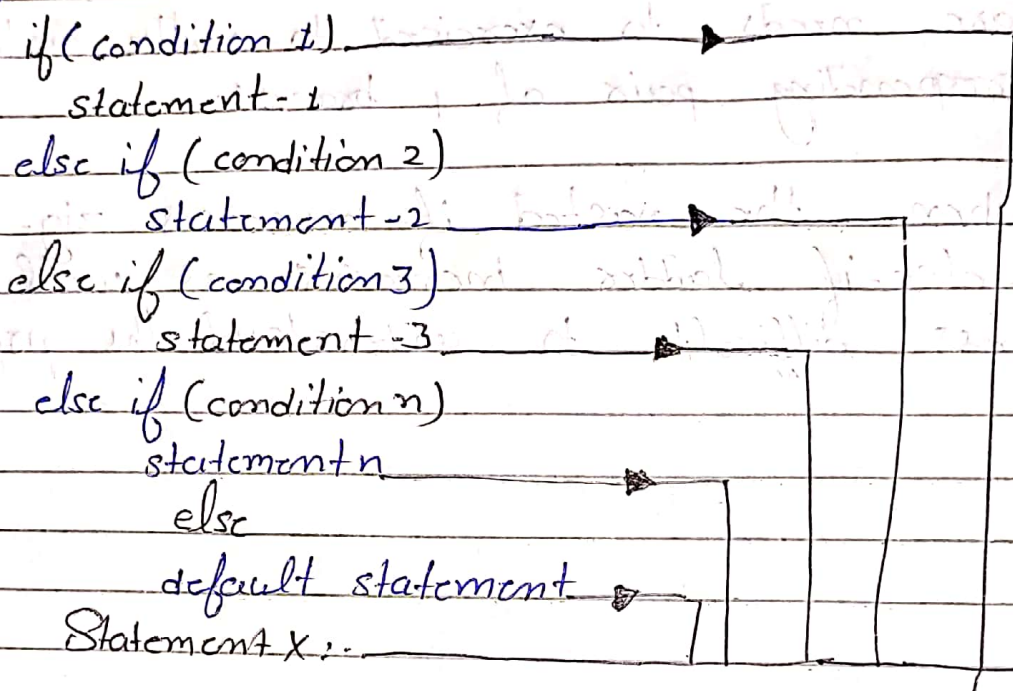 if (condition 1)
statement-1
else if (condition 2)
statement-2
else if (condition 3)
statement-3
else if (condition n)
statement n
else
default statement
Statement X;